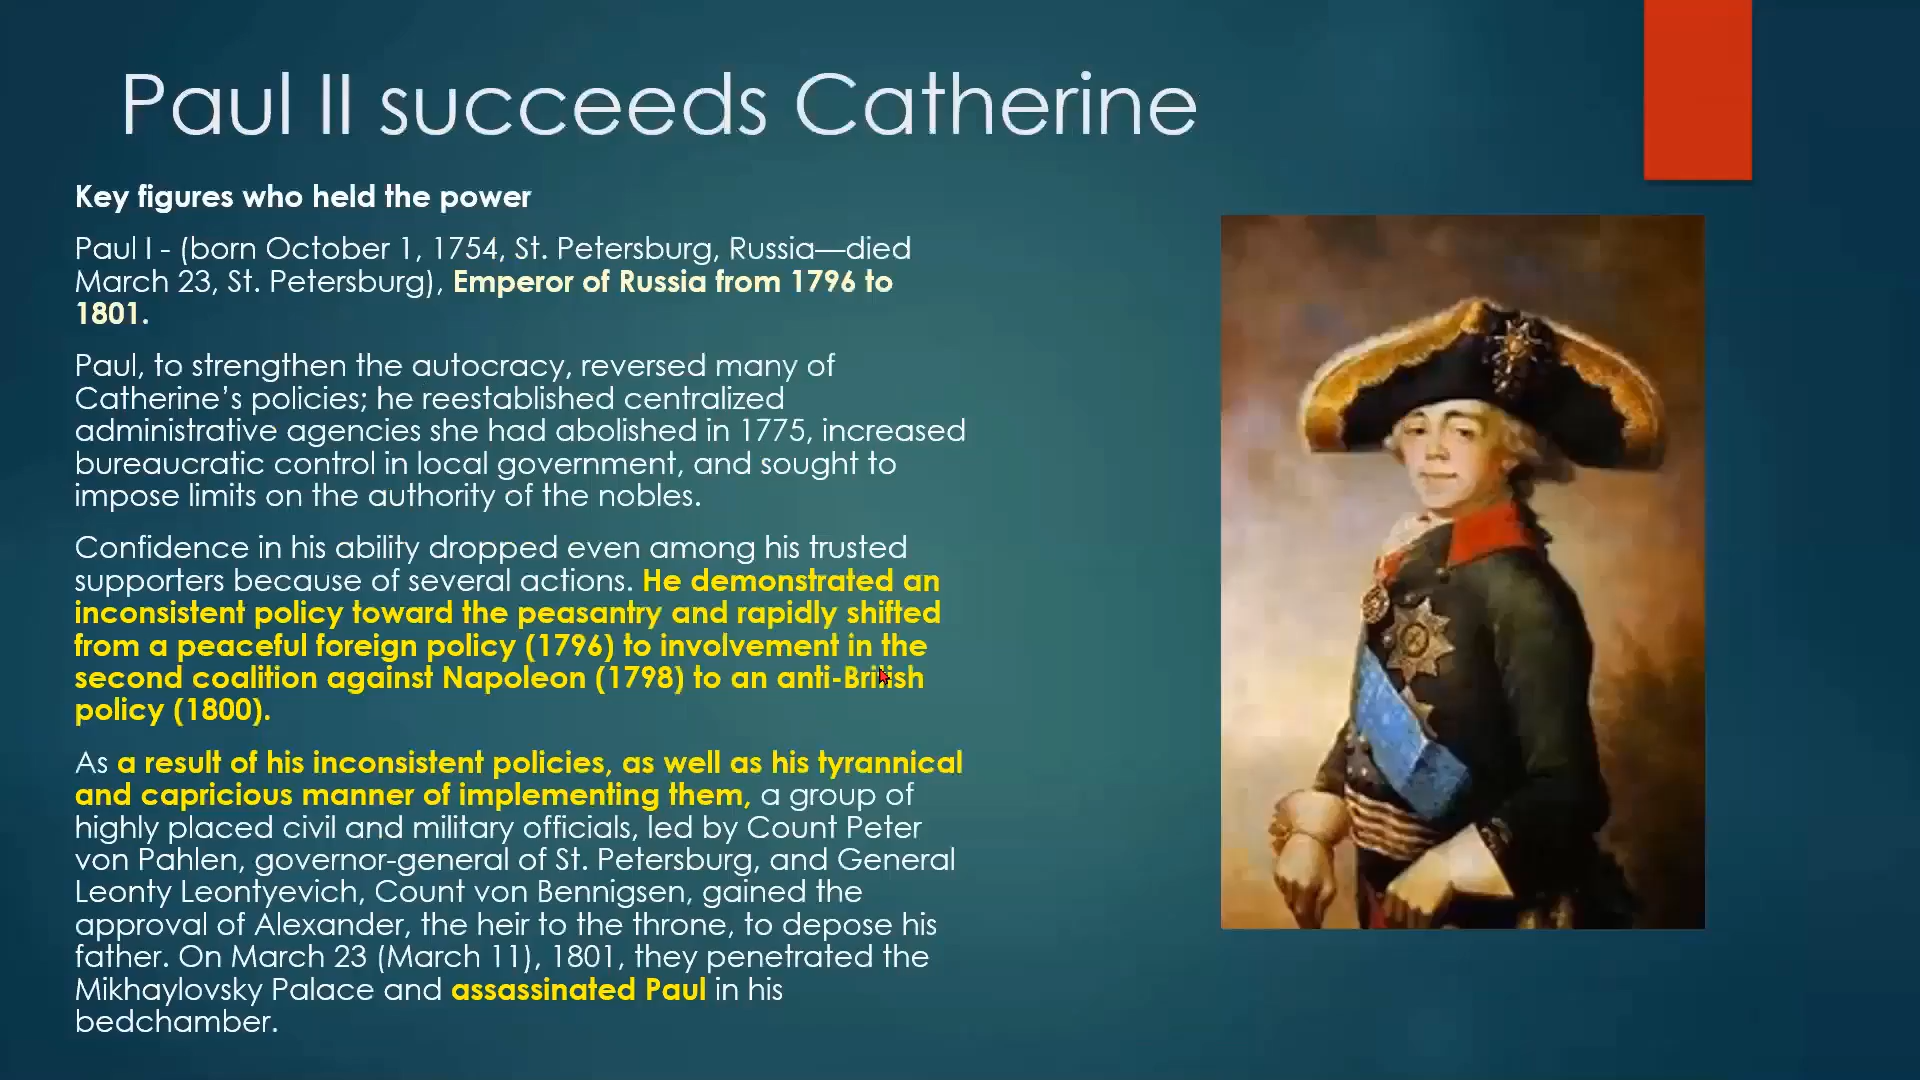 Paul II succeeds Catherine
Key figures who held the power
Paul I - (born October 1, 1754, St. Petersburg, Russia—died
March 23, St. Petersburg), Emperor of Russia from 1796 to
1801.
Paul, to strengthen the autocracy, reversed many of
Catherine’s policies; he reestablished centralized
administrative agencies she had abolished in 1775, increased
bureaucratic control in local government, and sought to
impose limits on the authority of the nobles.
Confidence in his ability dropped even among his trusted
supporters because of several actions. He demonstrated an
inconsistent policy toward the peasantry and rapidly shifted
from a peaceful foreign policy (1796) to involvement in the
second coalition against Napoleon (1798) to an anti-British
policy (1800).
As a result of his inconsistent policies, as well as his tyrannical
and capricious manner of implementing them, a group of
highly placed civil and military officials, led by Count Peter
von Pahlen, governor-general of St. Petersburg, and General
Leonty Leontyevich, Count von Bennigsen, gained the
approval of Alexander, the heir to the throne, to depose his
father. On March 23 (March 11), 1801, they penetrated the
Mikhaylovsky Palace and assassinated Paul in his
bedchamber.